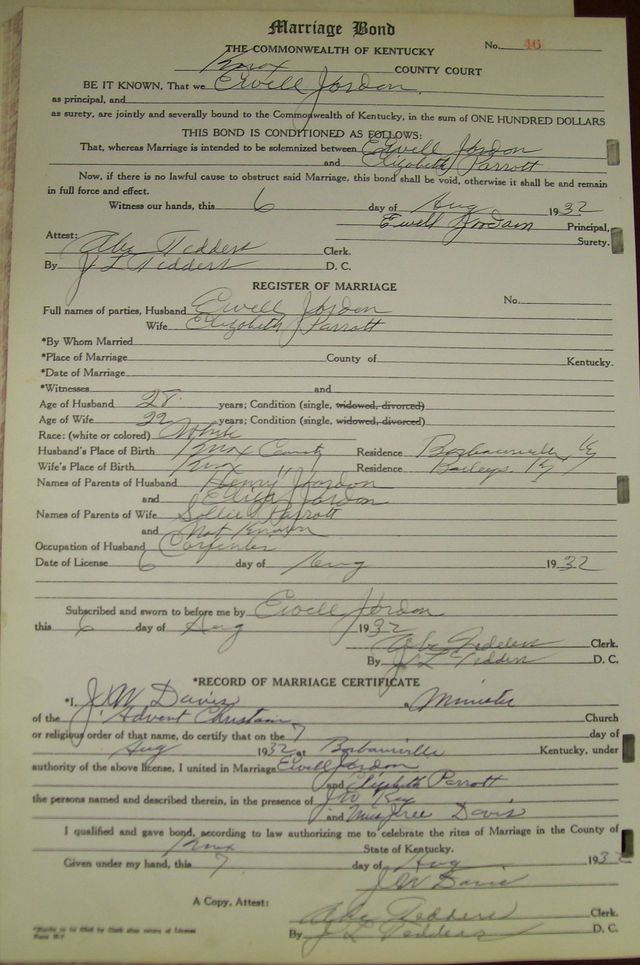 Marriage Bond
THE COMMONWEALTH OF KENTUCKY No. 46
Knox COUNTY COURT
BE IT KNOWN, That we Ewell Jordon
as principal, and
as surety, are jointly and severally bound to the Commonwealth of Kentucky, in the sum of ONE HUNDRED DOLLARS
THIS BOND IS CONDITIONED AS FOLLOWS:
That, whereas Marriage is intended to be solemnized between Ewell Jordon
and Elizabeth Parrott
Now, if there is no lawful cause to obstruct said Marriage, this bond shall be void, otherwise it shall be and remain
in full force and effect.
Witness our hands, this 6 day of Aug 1932
Ewell Jordan Principal,
Surety.
Attest:
Abe Tedders Clerk.
By J L Tedders D. C.
REGISTER OF MARRIAGE
Full names of parties, Husband Ewell Jordon No.
Wife Elizabeth Parrott
*By Whom Married
*Place of Marriage County of Kentucky.
*Date of Marriage
*Witnesses and
Age of Husband 28 years; Condition (single, widowed, divorced)
Age of Wife 22 years; Condition (single, widowed, divorced)
Race: (white or colored) White
Husband's Place of Birth Knox County Residence Barbourville, Ky
Wife's Place of Birth Knox " Residence Baileys, Ky
Names of Parents of Husband Henry Jordon
and Eliza Jordon
Names of Parents of Wife Sollie Parrott
and Not Known
Occupation of Husband Carpenter
Date of License 6 day of Aug 1932
Subscribed and sworn to before me by Ewell Jordon
this 6 day of Aug 1932
Abe Tedders Clerk.
By J L Tedders D. C.
*RECORD OF MARRIAGE CERTIFICATE
*I, J. W Davis a Minister
of the Advent Christian Church
or religious order of that name, do certify that on the 7 day of
Aug 1932 at Barbourville Kentucky, under
authority of the above license, I united in Marriage Ewell Jordon
and Elizabeth Parrott
the persons named and described therein, in the presence of J W Ray
and Davis
I qualified and gave bond, according to law authorizing me to celebrate the rites of Marriage in the County of
Knox State of Kentucky.
Given under my hand, this 7 day of Aug 1932
J W Davis
A Copy, Attest:
Abe Tedders Clerk.
By J L Tedders D. C.